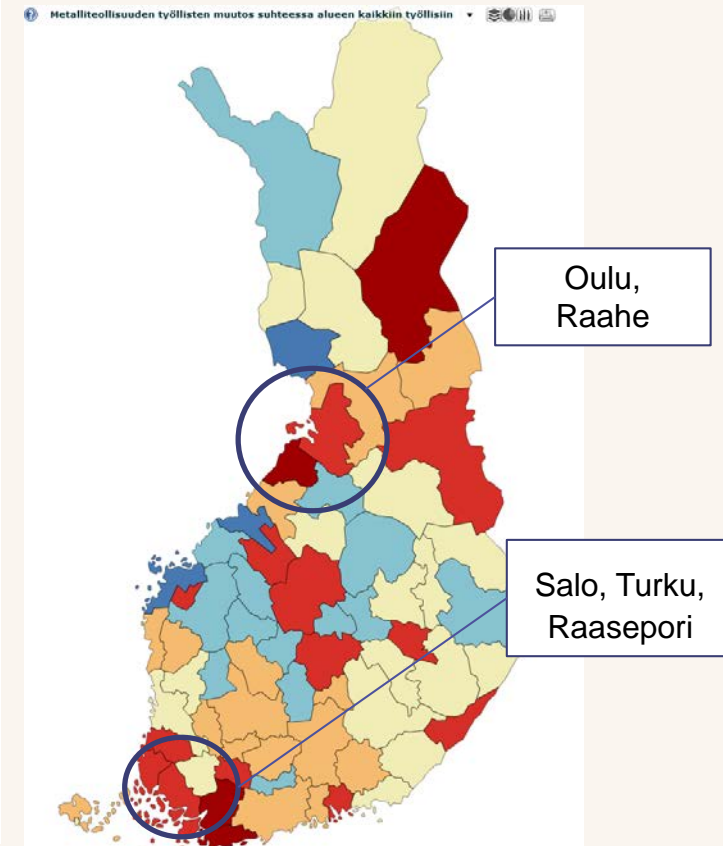 Metalliteollisuuden työllisten muutos suhteessa alueen kaikkiin työllisiin
Oulu,
Raahe
Salo, Turku,
Raasepori